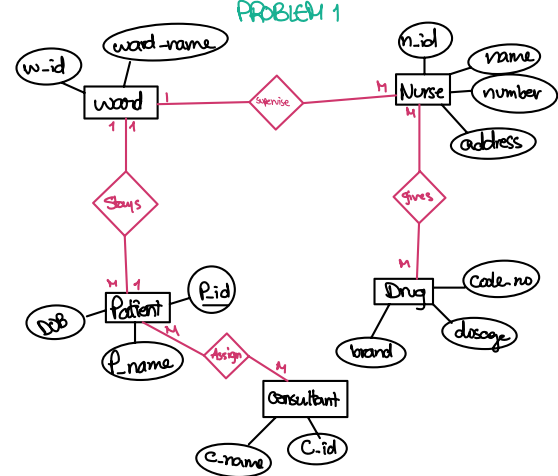 PROBLEM 1
ward_name
n_id
w_id
name
ward
1
Supervise
M
Nurse
number
1 1
M
address
Stays
gives
M 1
M
P_id
Code_no
Patient
Drug
DOB
M
dosage
P_name
Assign
M
brand
Consultant
C_name
C_id